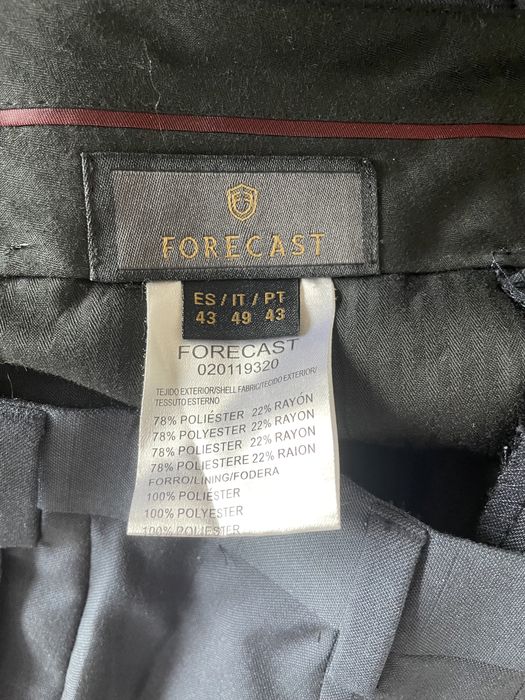 FORECAST
ES / IT / PT
43 49 43
FORECAST
020119320
TEJIDO EXTERIOR/SHELL FABRIC/TECIDO EXTERIOR/
TESSUTO ESTERNO
78% POLIÉSTER 22% RAYÓN
78% POLYESTER 22% RAYON
78% POLIÉSTER 22% RAYON
78% POLIESTERE 22% RAION
FORRO/LINING/FODERA
100% POLIÉSTER
100% POLYESTER
100% POLIESTER